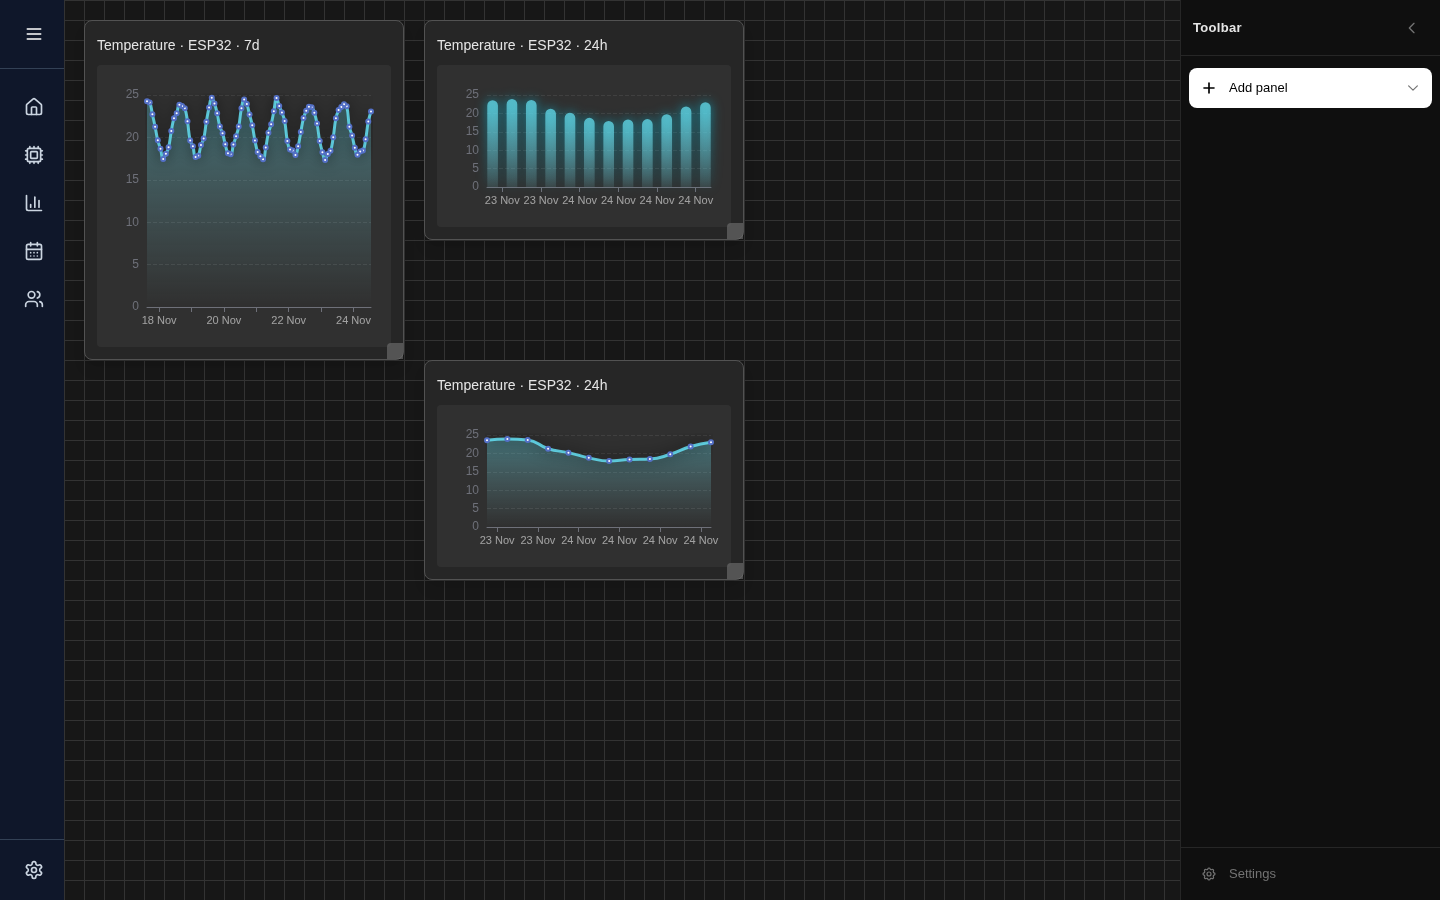 Temperature · ESP32 · 7d
25
20
15
10
5
0
18 Nov 20 Nov 22 Nov 24 Nov
Temperature · ESP32 · 24h
25
20
15
10
5
0
23 Nov 23 Nov 24 Nov 24 Nov 24 Nov 24 Nov
Temperature · ESP32 · 24h
25
20
15
10
5
0
23 Nov 23 Nov 24 Nov 24 Nov 24 Nov 24 Nov
Toolbar
Add panel
Settings